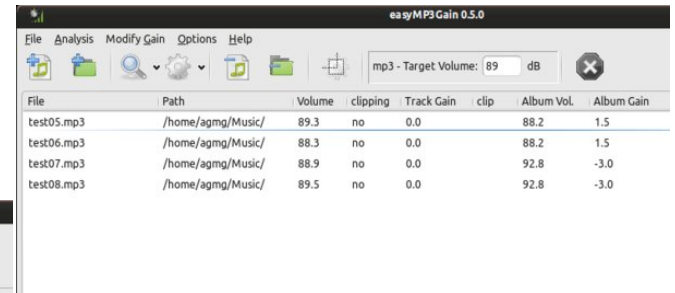 easyMP3Gain 0.5.0
File Analysis Modify Gain Options Help
mp3 - Target Volume: 89 dB
File Path Volume clipping Track Gain clip Album Vol. Album Gain
test05.mp3 /home/agmg/Music/ 89.3 no 0.0 88.2 1.5
test06.mp3 /home/agmg/Music/ 88.3 no 0.0 88.2 1.5
test07.mp3 /home/agmg/Music/ 88.9 no 0.0 92.8 -3.0
test08.mp3 /home/agmg/Music/ 89.5 no 0.0 92.8 -3.0